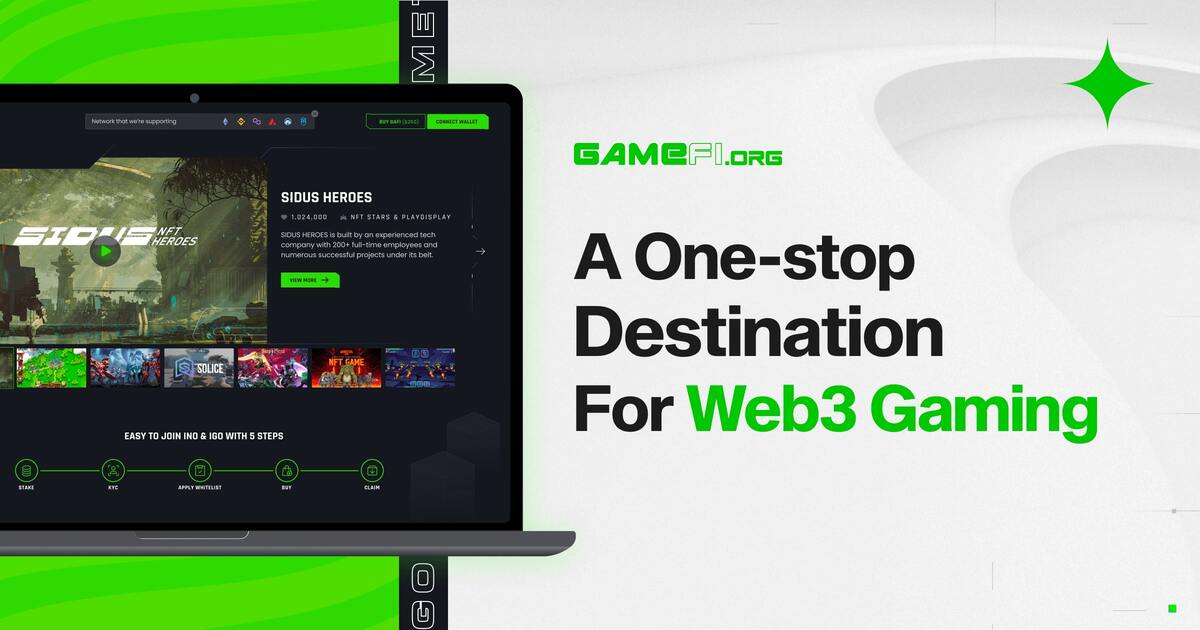 MET
Network that we're supporting
BUY GAFI
CONNECT WALLET
SIDUS NFT HEROES
SIDUS HEROES
1.024,000
NFT STARS & PLAYDISPLAY
SIDUS HEROES is built by an experienced tech
company with 200+ full-time employees and
numerous successful projects under its belt.
VIEW MORE
SOLICE
NFT GAME
EASY TO JOIN INO & IGO WITH 5 STEPS
STAKE
KYC
APPLY WHITELIST
BUY
CLAIM
GO
GAMEFI.ORG
A One-stop
Destination
For Web3 Gaming